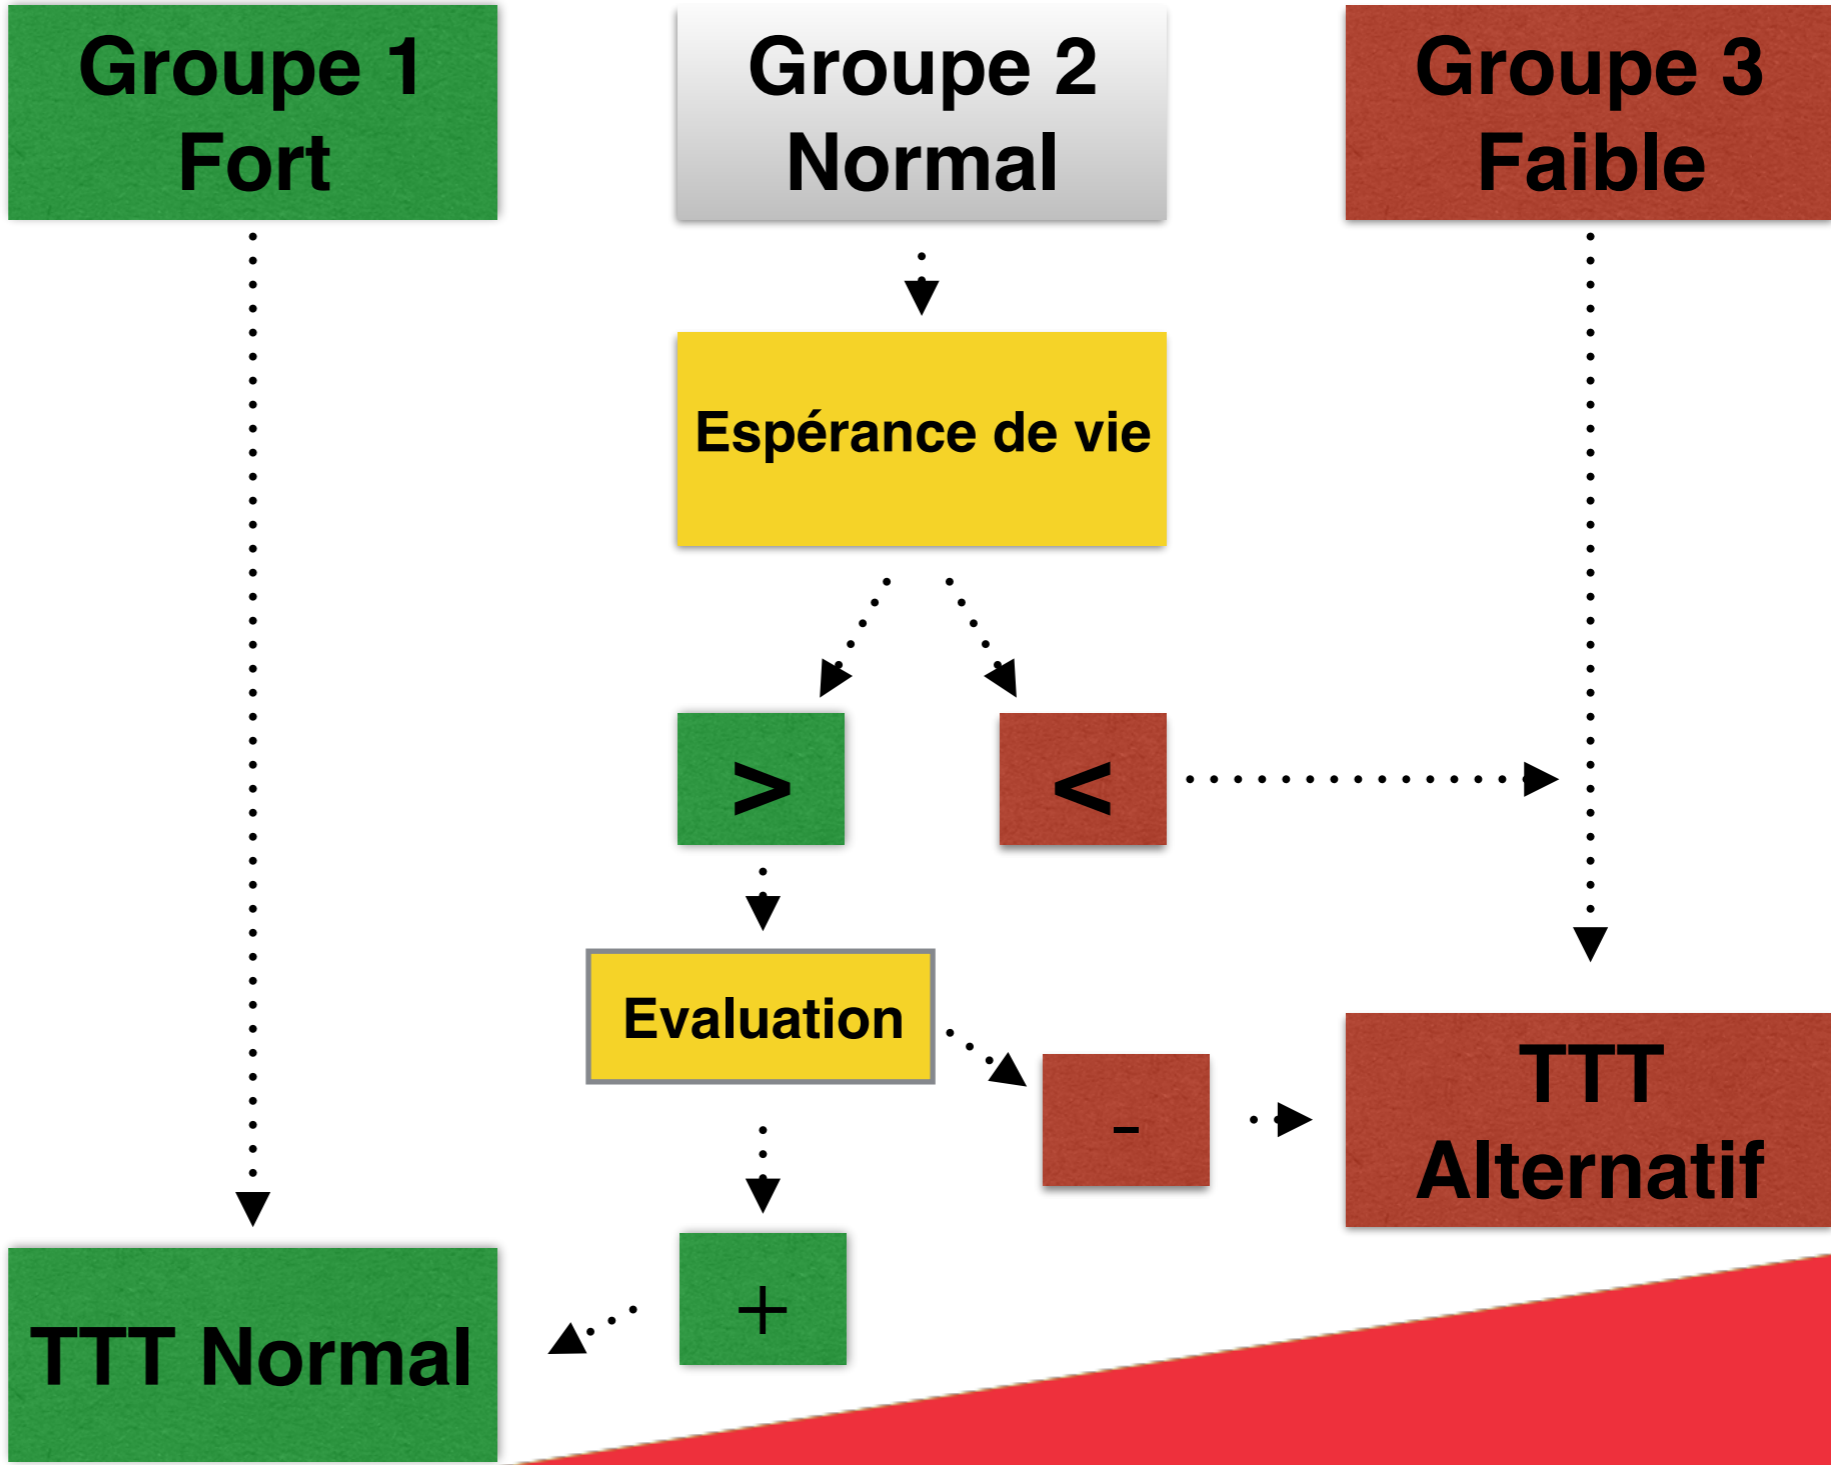 Groupe 1
Fort
Groupe 2
Normal
Groupe 3
Faible
Espérance de vie
>
<
Evaluation
-
TTT
Alternatif
+
TTT Normal